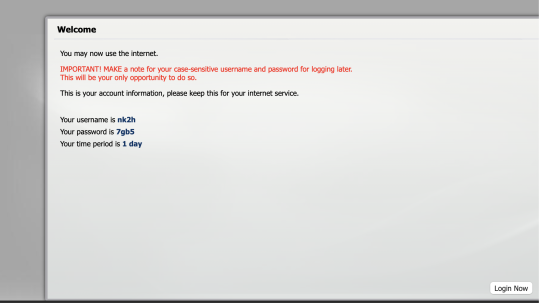 Welcome
You may now use the internet.
IMPORTANT! MAKE a note for your case-sensitive username and password for logging later.
This will be your only opportunity to do so.
This is your account information, please keep this for your internet service.
Your username is nk2h
Your password is 7gb5
Your time period is 1 day
Login Now